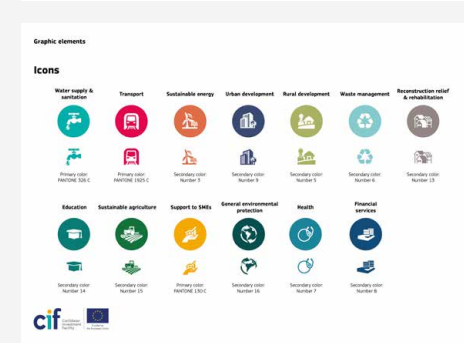 Graphic elements
Icons
Water supply &
sanitation
Transport
Sustainable energy
Urban development
Rural development
Waste management
Reconstruction relief
& rehabilitation
Primary color
PANTONE 326 C
Primary color
PANTONE 1925 C
Secondary color
Number 3
Secondary color
Number 9
Secondary color
Number 5
Secondary color
Number 6
Secondary color
Number 13
Education
Sustainable agriculture
Support to SMEs
General environmental
protection
Health
Financial
services
Secondary color
Number 14
Secondary color
Number 15
Primary color
PANTONE 130 C
Secondary color
Number 16
Secondary color
Number 7
Secondary color
Number 8
cif
Caribbean
Investment
Facility